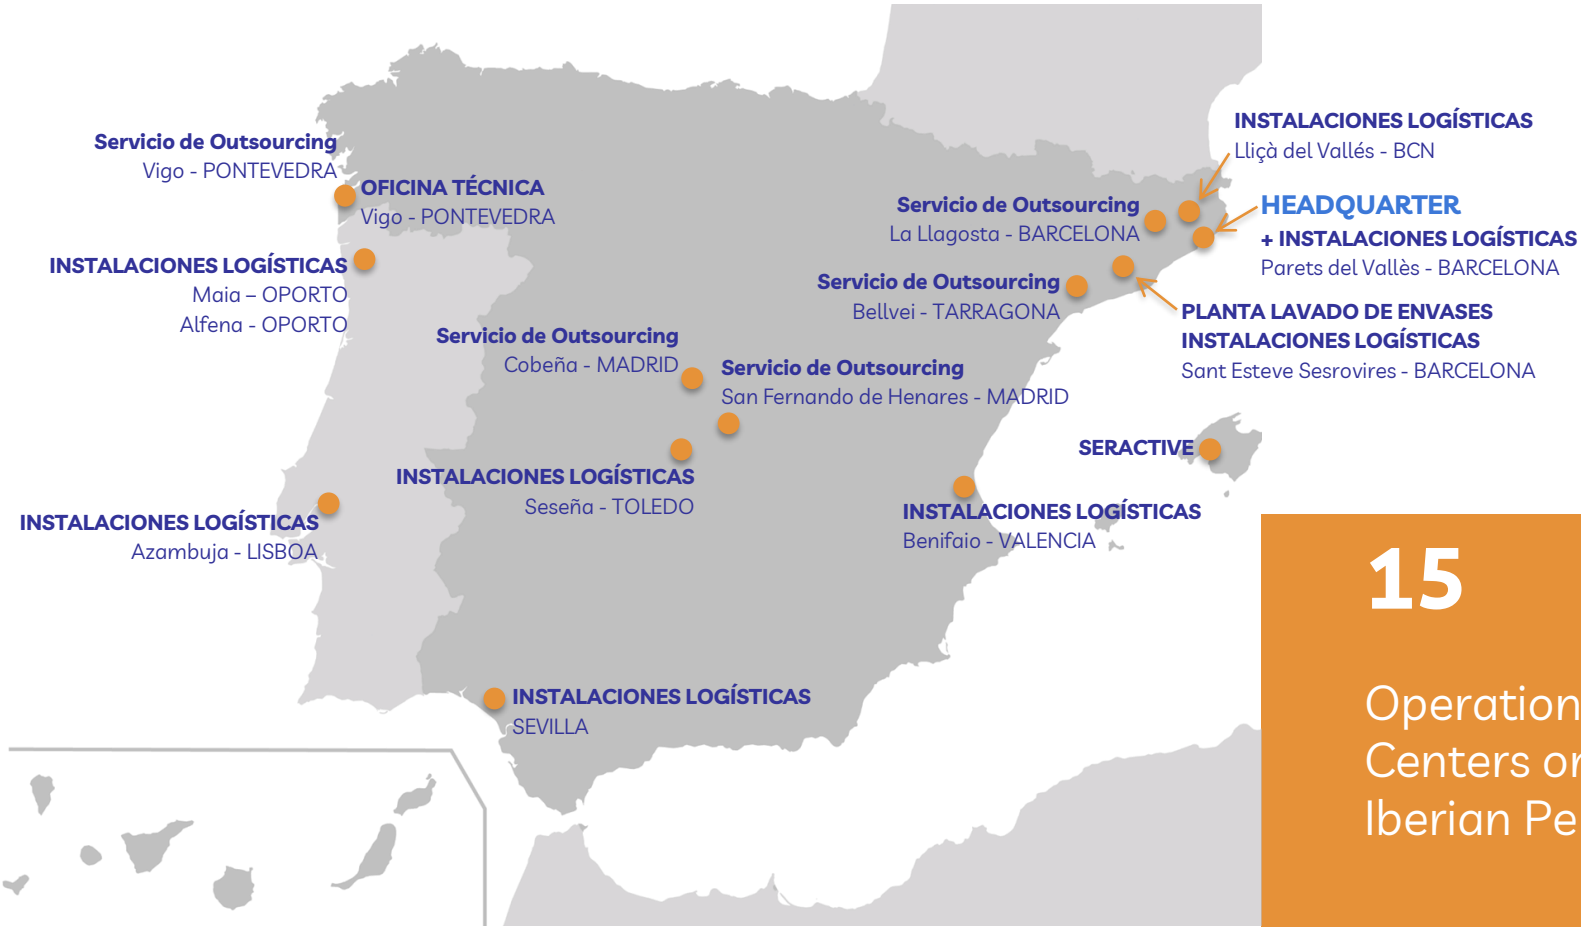 Servicio de Outsourcing
Vigo - PONTEVEDRA
OFICINA TÉCNICA
Vigo - PONTEVEDRA
INSTALACIONES LOGÍSTICAS
Maia – OPORTO
Alfena - OPORTO
INSTALACIONES LOGÍSTICAS
Azambuja - LISBOA
Servicio de Outsourcing
Cobeña - MADRID
Servicio de Outsourcing
San Fernando de Henares - MADRID
INSTALACIONES LOGÍSTICAS
Seseña - TOLEDO
INSTALACIONES LOGÍSTICAS
SEVILLA
INSTALACIONES LOGÍSTICAS
Lliçà del Vallés - BCN
Servicio de Outsourcing
La Llagosta - BARCELONA
HEADQUARTER
+ INSTALACIONES LOGÍSTICAS
Parets del Vallès - BARCELONA
Servicio de Outsourcing
Bellvei - TARRAGONA
PLANTA LAVADO DE ENVASES
INSTALACIONES LOGÍSTICAS
Sant Esteve Sesrovires - BARCELONA
SERACTIVE
INSTALACIONES LOGÍSTICAS
Benifaio - VALENCIA
15
Operation
Centers or
Iberian Pe